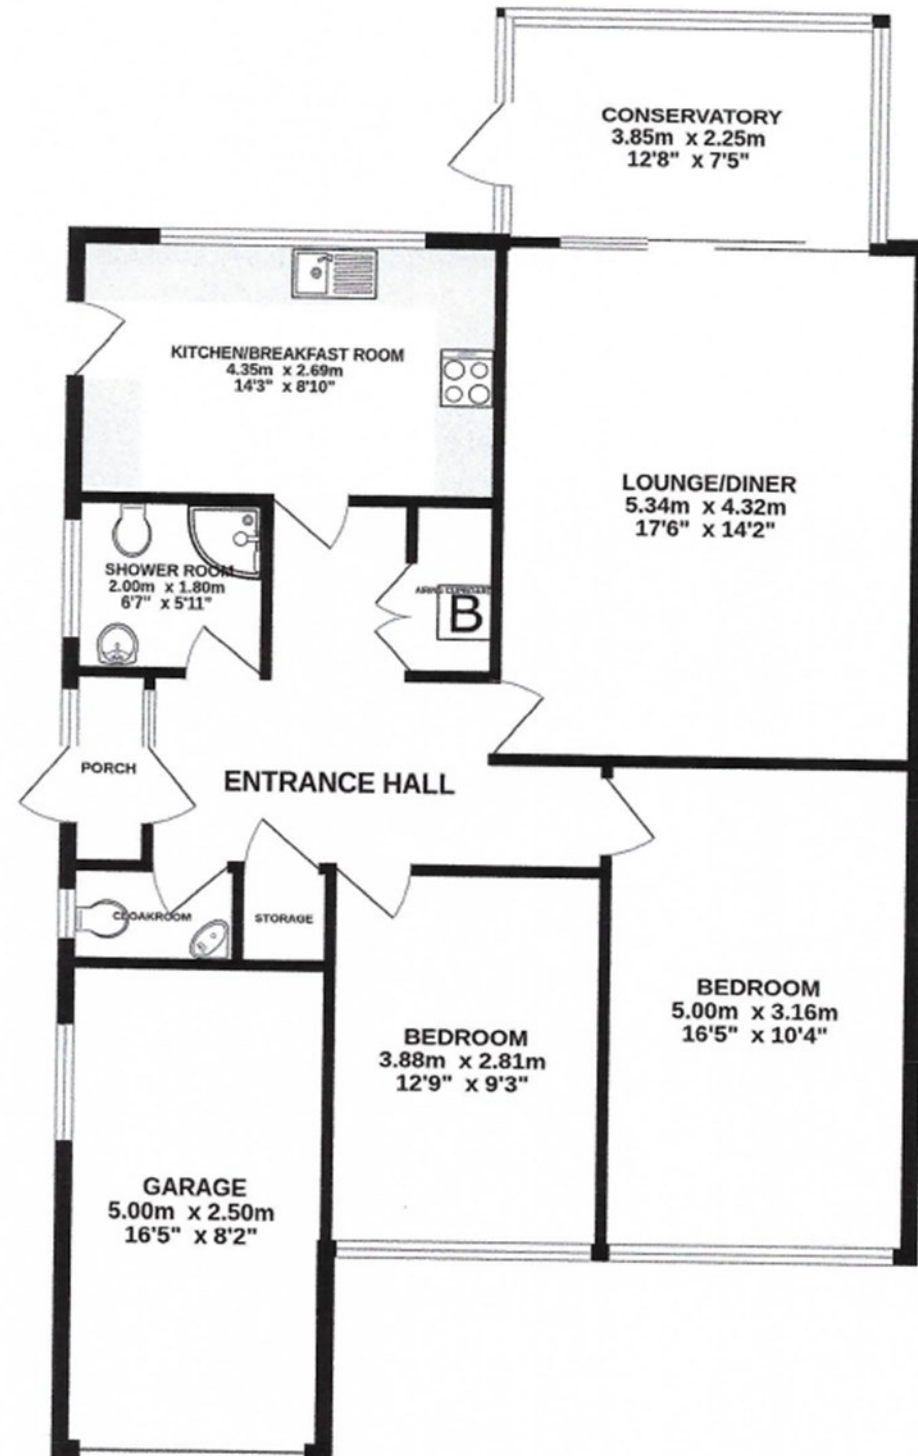 CONSERVATORY
3.85m x 2.25m
12'8" x 7'5"
KITCHEN/BREAKFAST ROOM
4.35m x 2.69m
14'3" x 8'10"
LOUNGE/DINER
5.34m x 4.32m
17'6" x 14'2"
SHOWER ROOM
2.00m x 1.80m
6'7" x 5'11"
AIRING CUPBOARD
B
PORCH
ENTRANCE HALL
CLOAKROOM
STORAGE
BEDROOM
5.00m x 3.16m
16'5" x 10'4"
BEDROOM
3.88m x 2.81m
12'9" x 9'3"
GARAGE
5.00m x 2.50m
16'5" x 8'2"